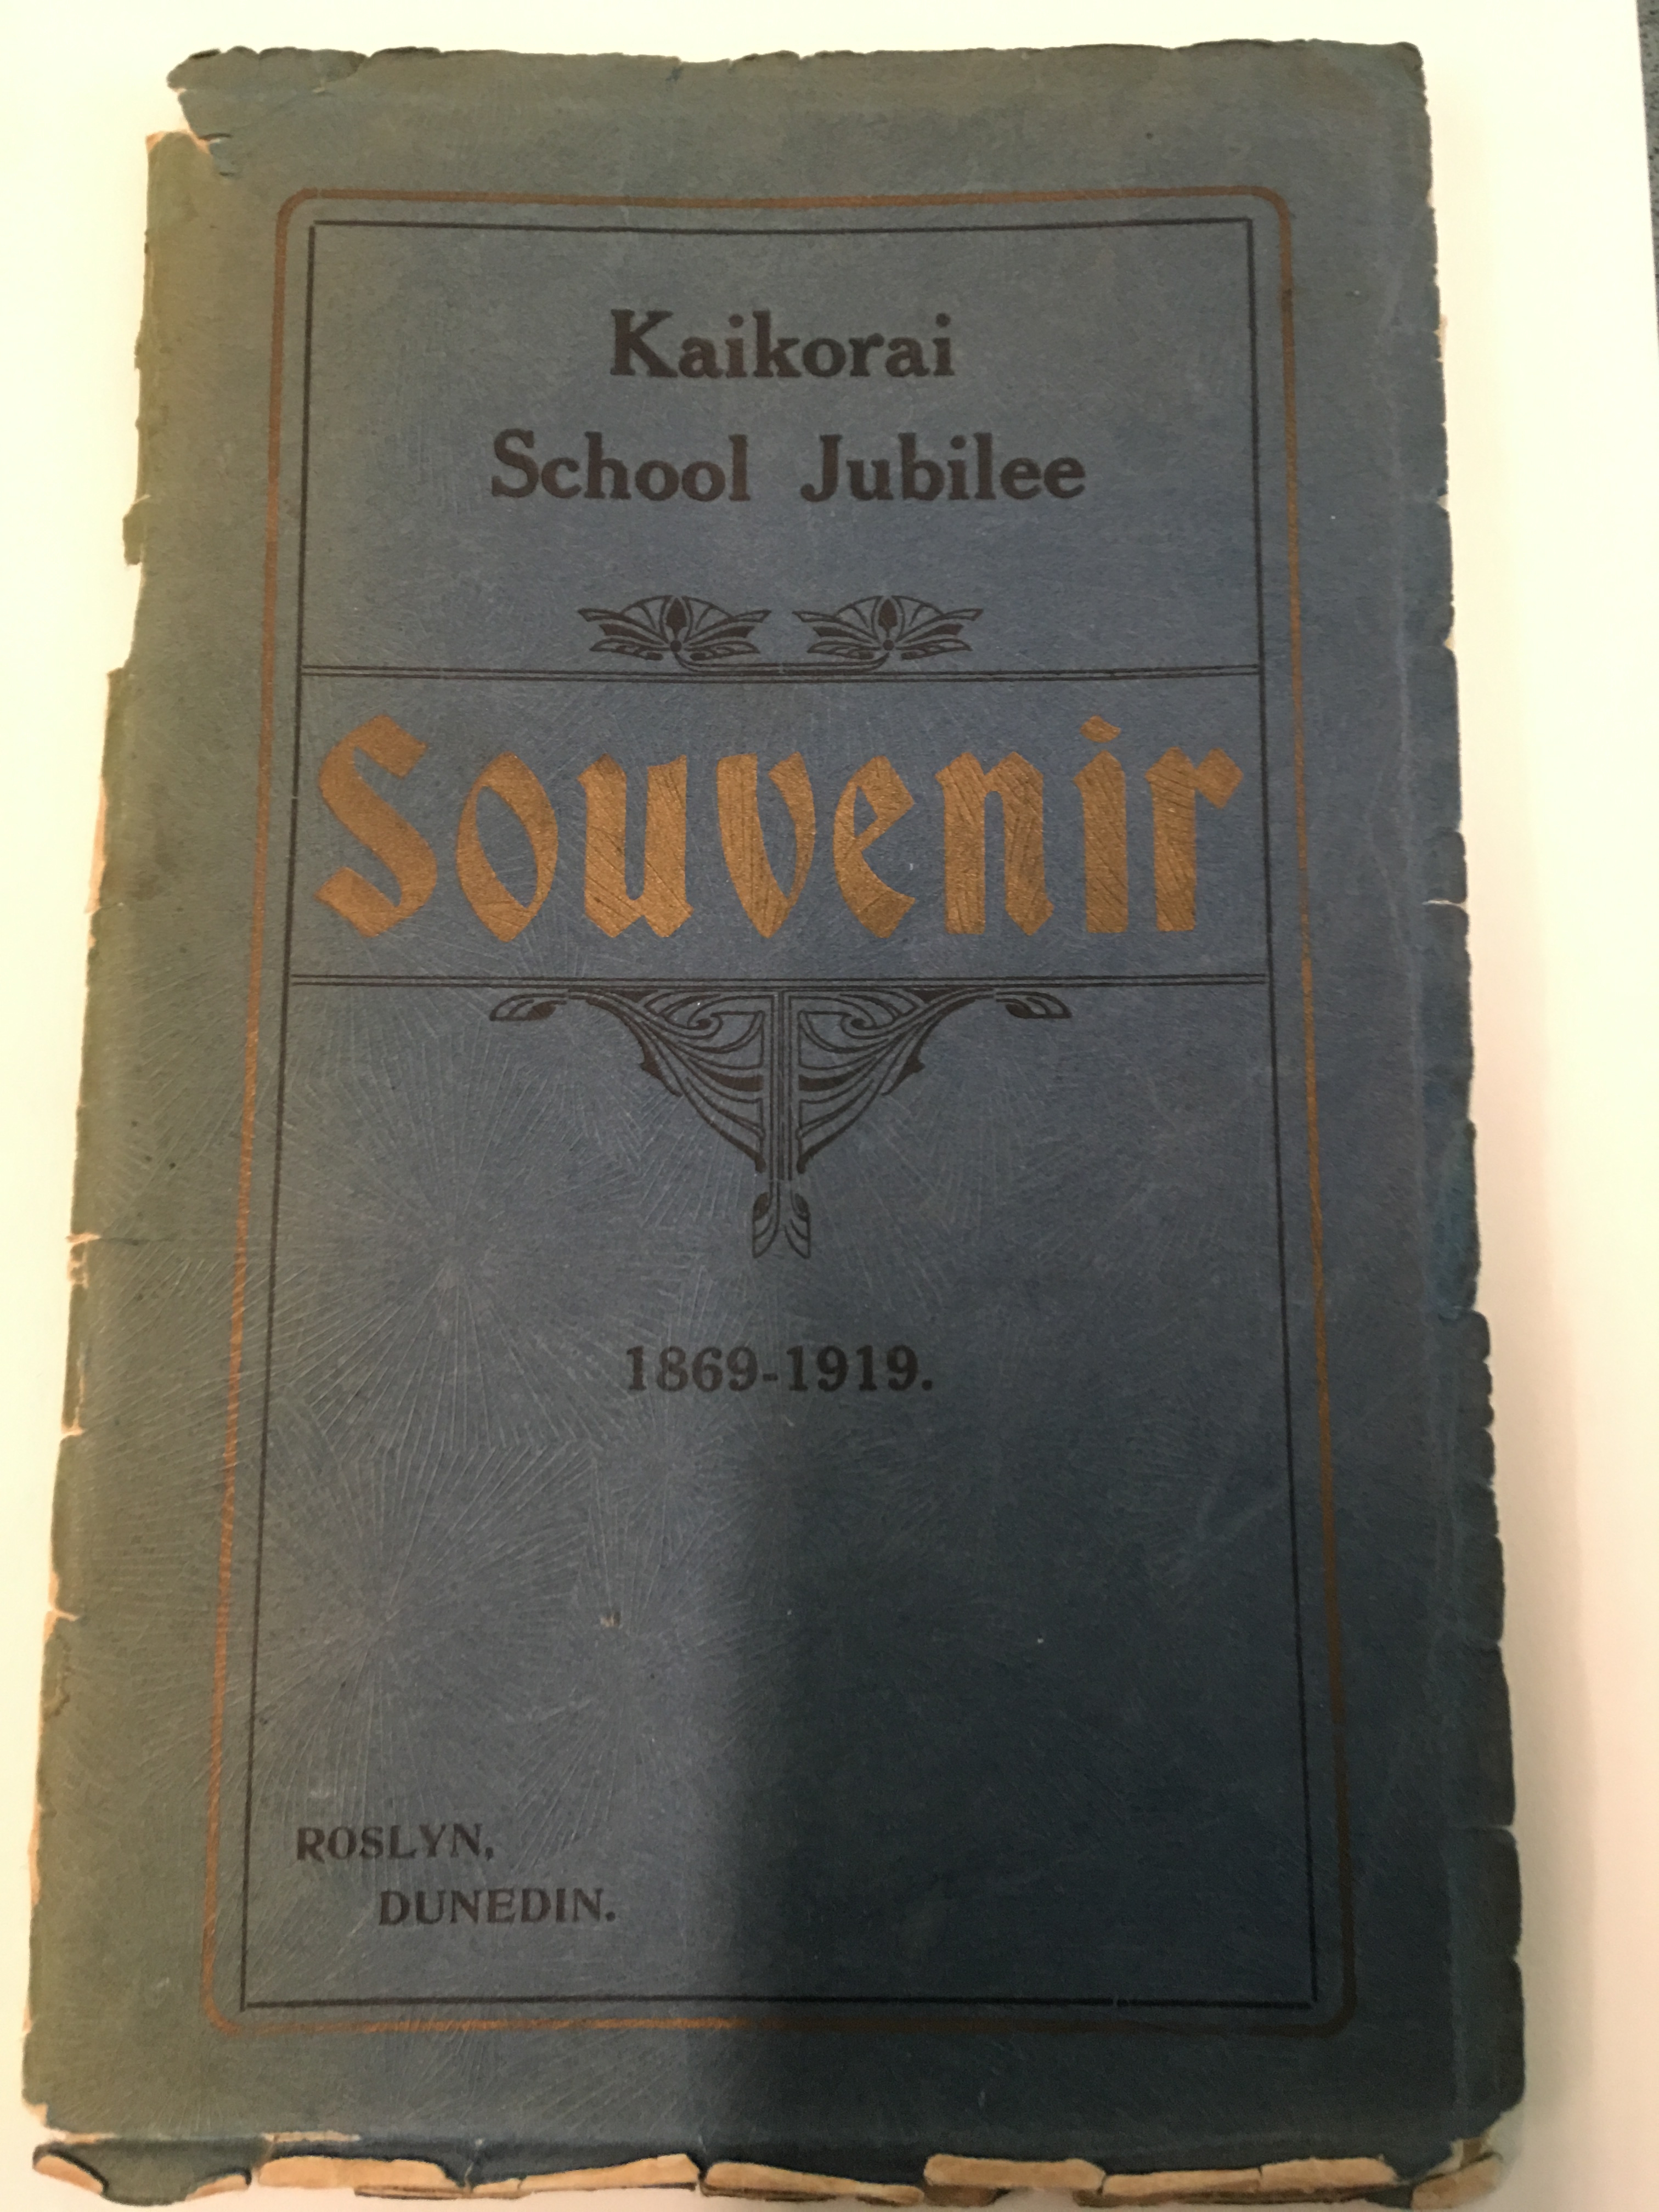 Kaikorai
School Jubilee
Souvenir
1869-1919.
ROSLYN,
DUNEDIN.